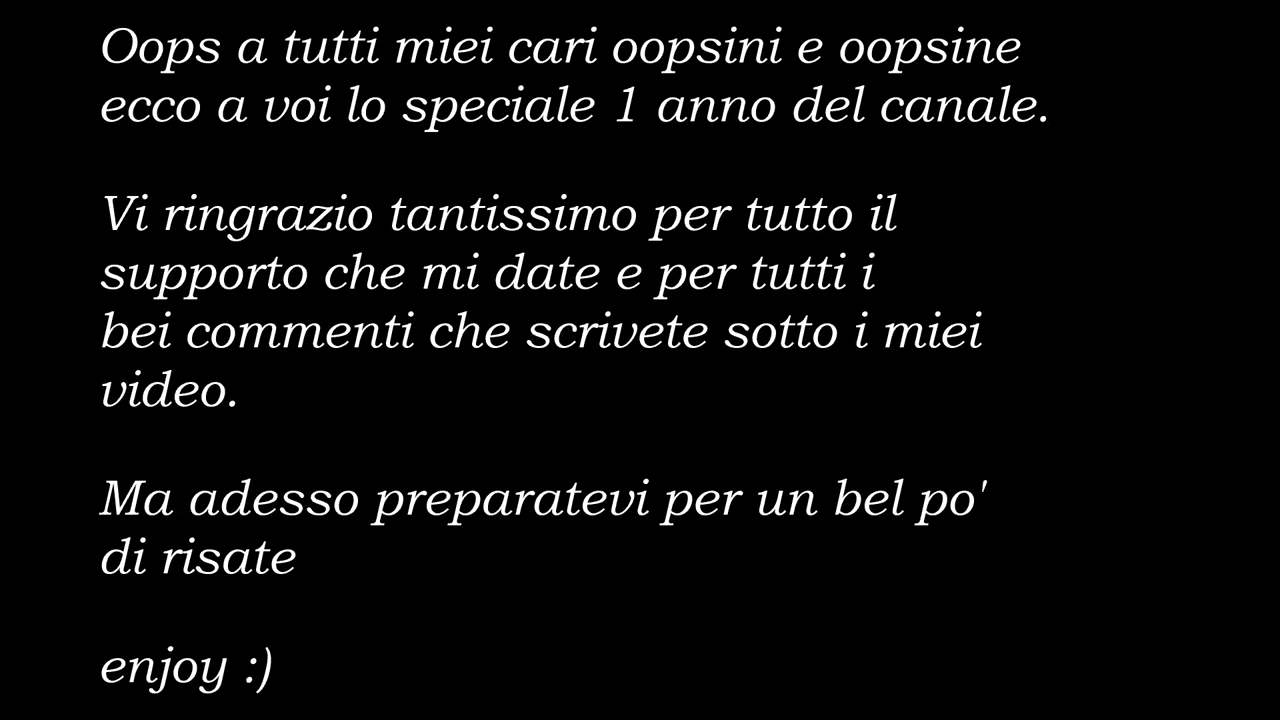 Oops a tutti miei cari oopsini e oopsine
ecco a voi lo speciale 1 anno del canale.
Vi ringrazio tantissimo per tutto il
supporto che mi date e per tutti i
bei commenti che scrivete sotto i miei
video.
Ma adesso preparatevi per un bel po'
di risate
enjoy :)